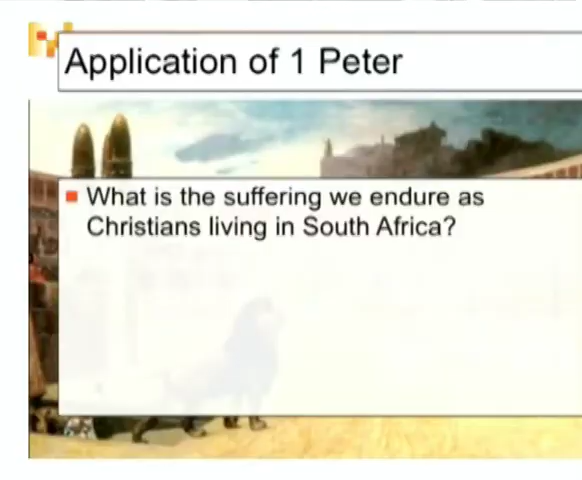 Application of 1 Peter
What is the suffering we endure as
Christians living in South Africa?